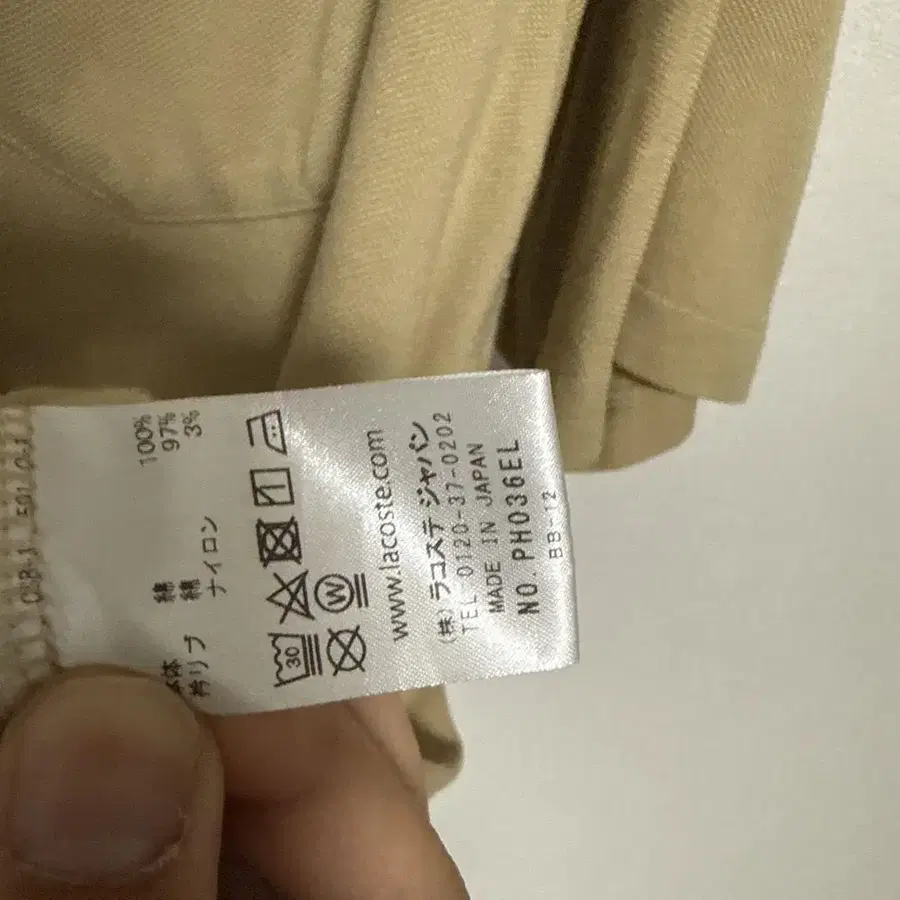 本体 綿 100%
衿リブ 綿 97%
ナイロン 3%
30
W
www.lacoste.com
(株) ラコステ ジャパン
TEL 0120-37-0202
MADE IN JAPAN
NO. PH036EL
BB-12